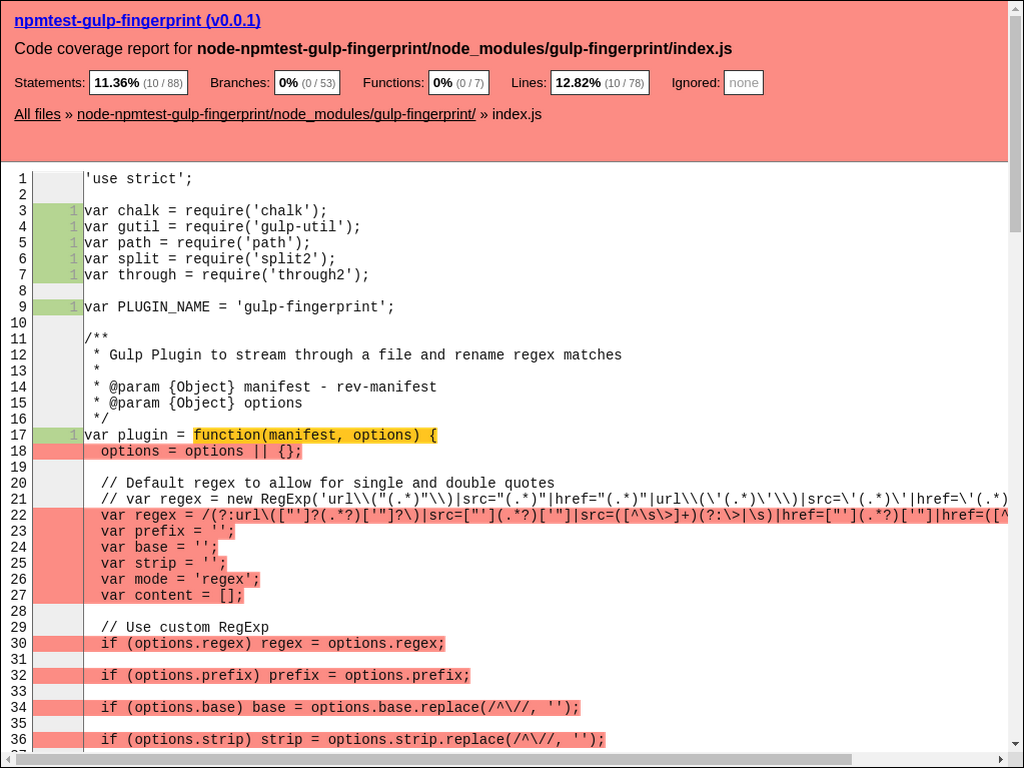 npmtest-gulp-fingerprint (v0.0.1)
Code coverage report for node-npmtest-gulp-fingerprint/node_modules/gulp-fingerprint/index.js
Statements: 11.36% (10 / 88) Branches: 0% (0 / 53) Functions: 0% (0 / 7) Lines: 12.82% (10 / 78) Ignored: none
All files » node-npmtest-gulp-fingerprint/node_modules/gulp-fingerprint/ » index.js
1 'use strict';
2
3 1 var chalk = require('chalk');
4 1 var gutil = require('gulp-util');
5 1 var path = require('path');
6 1 var split = require('split2');
7 1 var through = require('through2');
8
9 1 var PLUGIN_NAME = 'gulp-fingerprint';
10
11 /**
12 * Gulp Plugin to stream through a file and rename regex matches
13 *
14 * @param {Object} manifest - rev-manifest
15 * @param {Object} options
16 */
17 1 var plugin = function(manifest, options) {
18 options = options || {};
19
20 // Default regex to allow for single and double quotes
21 // var regex = new RegExp('url\\("(.*)"\\)|src="(.*)"|href="(.*)"|url\\(\'(.*)\'\\)|src=\'(.*)\'|href=\'(.*)
22 var regex = /(?:url\(["']?(.*?)['"]?\)|src=["'](.*?)['"]|src=([^\s\>]+)(?:\>|\s)|href=["'](.*?)['"]|href=([^
23 var prefix = '';
24 var base = '';
25 var strip = '';
26 var mode = 'regex';
27 var content = [];
28
29 // Use custom RegExp
30 if (options.regex) regex = options.regex;
31
32 if (options.prefix) prefix = options.prefix;
33
34 if (options.base) base = options.base.replace(/^\//, '');
35
36 if (options.strip) strip = options.strip.replace(/^\//, '');